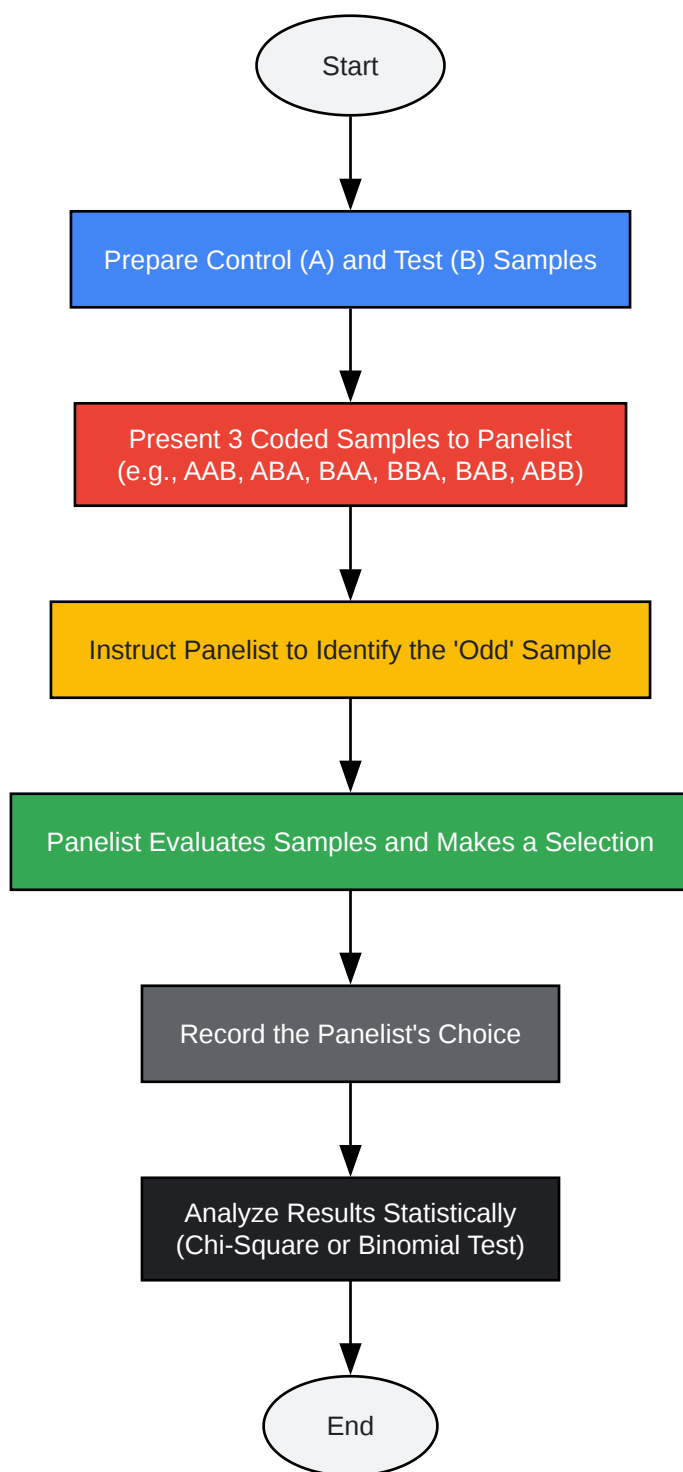 Start
Prepare Control (A) and Test (B) Samples
Present 3 Coded Samples to Panelist
(e.g., AAB, ABA, BAA, BBA, BAB, ABB)
Instruct Panelist to Identify the 'Odd' Sample
Panelist Evaluates Samples and Makes a Selection
Record the Panelist's Choice
Analyze Results Statistically
(Chi-Square or Binomial Test)
End